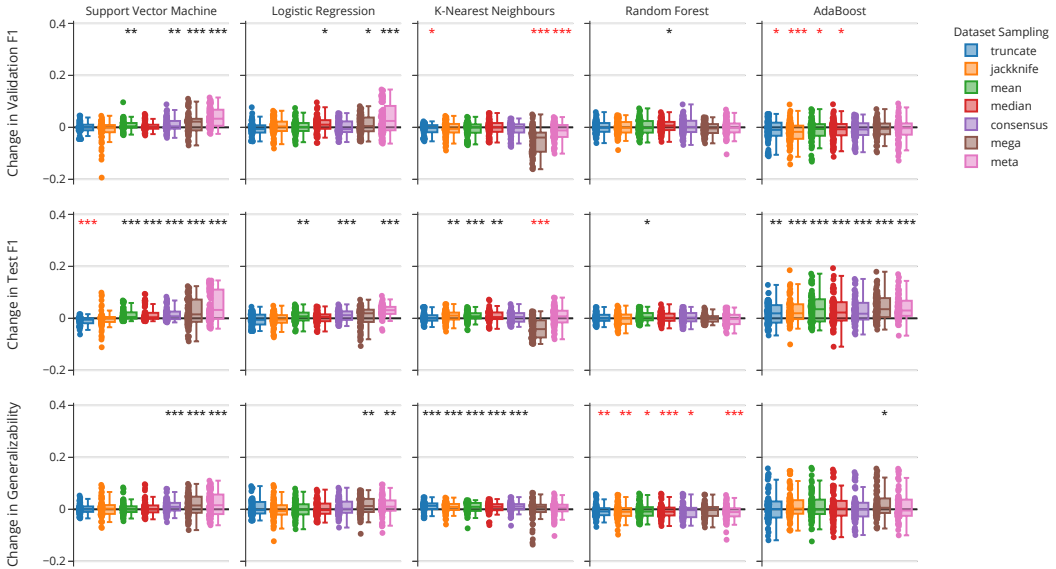 Support Vector Machine Logistic Regression K-Nearest Neighbours Random Forest AdaBoost
Change in Validation F1
0.4
0.2
0
−0.2
** ** *** ***
* * ***
* *** ***
*
* *** * *
Change in Test F1
0.4
0.2
0
−0.2
*** *** *** *** *** ***
** *** ***
** *** ** ***
*
** *** *** *** *** *** ***
Change in Generalizability
0.4
0.2
0
−0.2
*** *** ***
** **
*** *** *** *** ***
** ** * *** * ***
*
Dataset Sampling
truncate
jackknife
mean
median
consensus
mega
meta